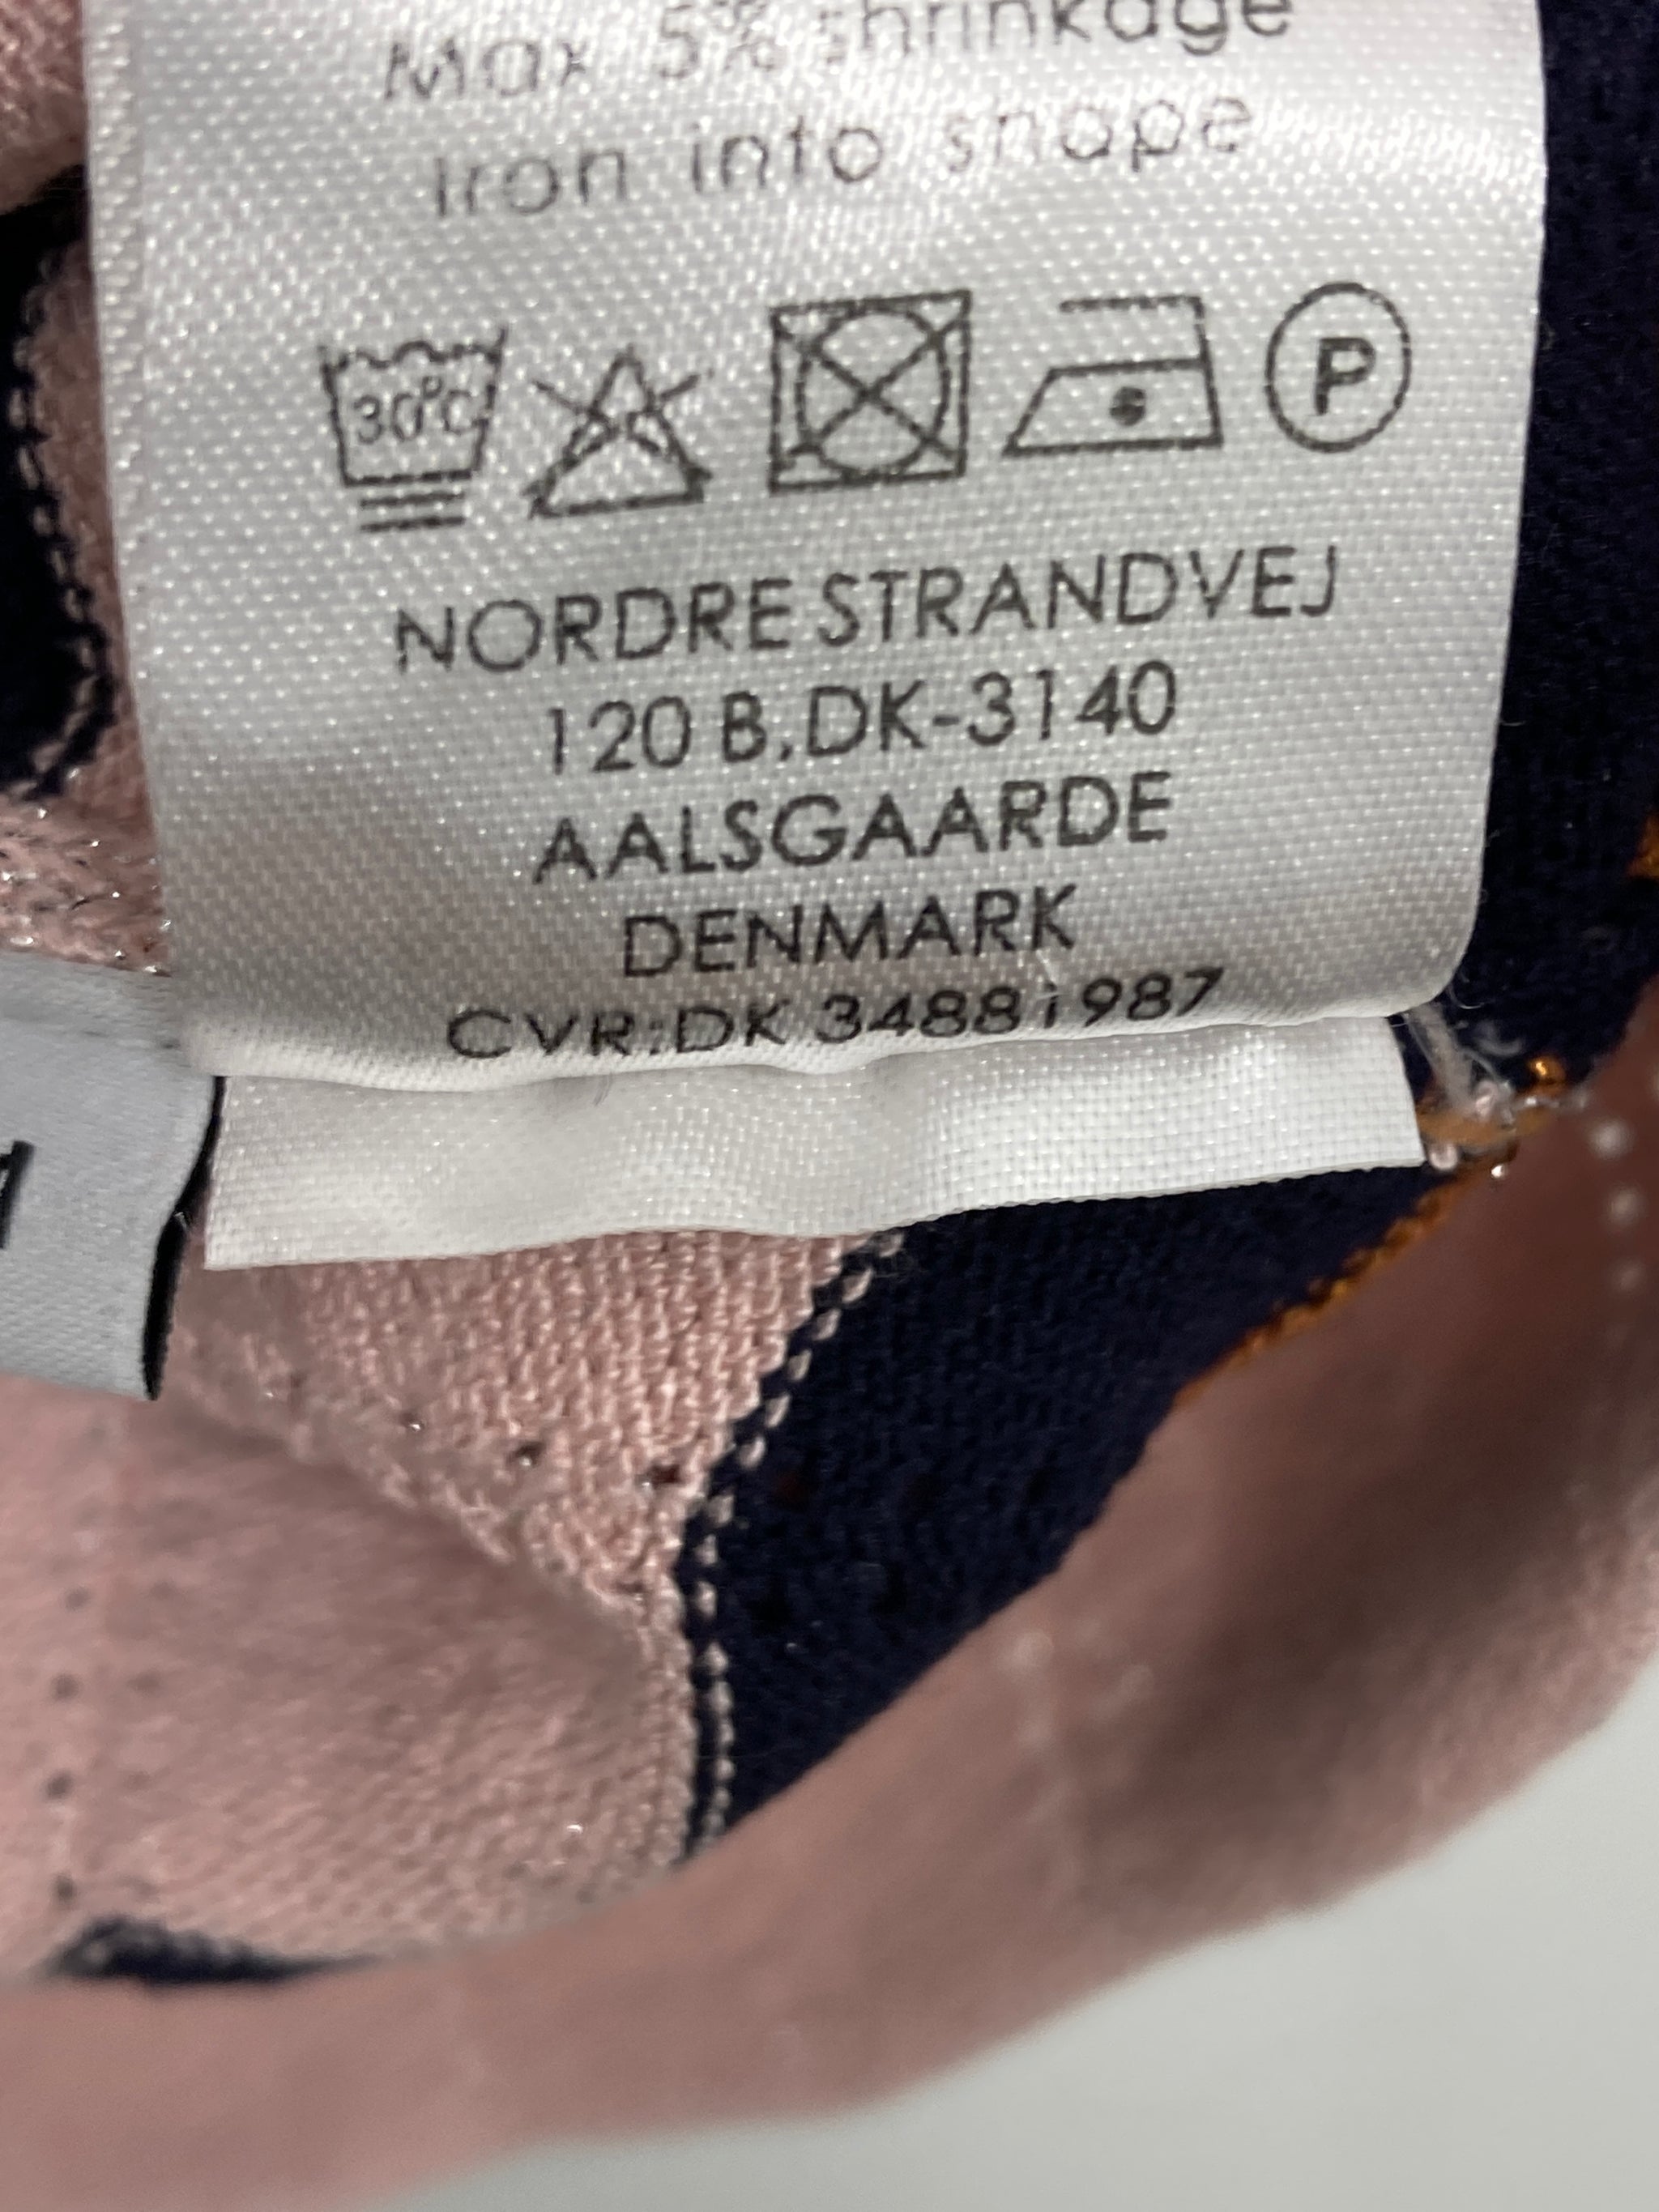 Max 5% shrinkage
Iron into shape
30°C
P
NORDRE STRANDVEJ
120 B, DK-3140
AALSGAARDE
DENMARK
CVR:DK 34881987